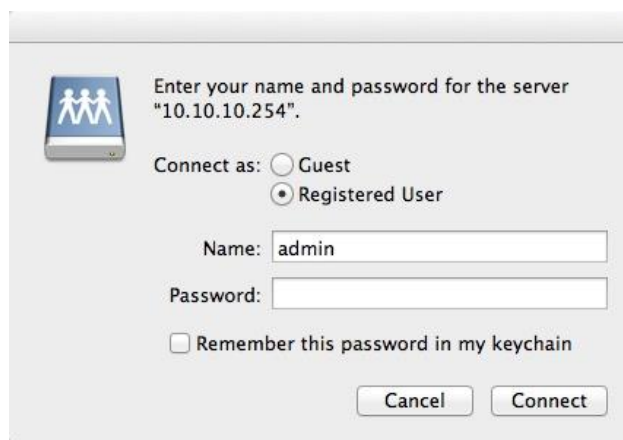 Enter your name and password for the server
“10.10.10.254”.
Connect as: Guest
Registered User
Name: admin
Password:
Remember this password in my keychain
Cancel Connect